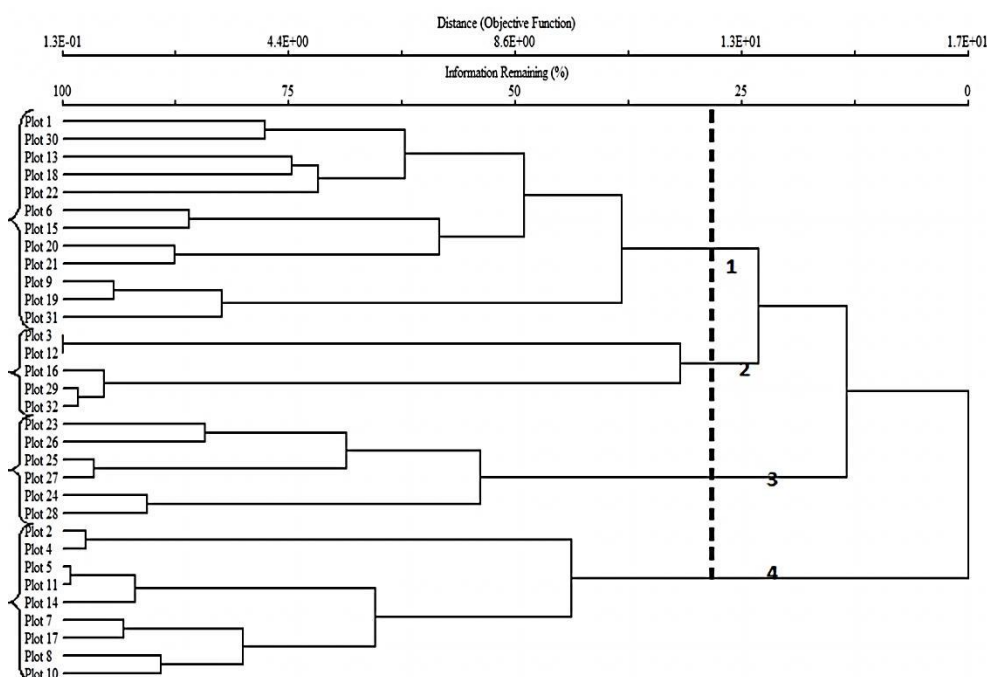 Distance (Objective Function)
1.3E-01 4.4E+00 8.6E+00 1.3E+01 1.7E+01
Information Remaining (%)
100 75 50 25 0
Plot 1
Plot 30
Plot 13
Plot 18
Plot 22
Plot 6
Plot 15
Plot 20
Plot 21
Plot 9
Plot 19
Plot 31
Plot 3
Plot 12
Plot 16
Plot 29
Plot 32
Plot 23
Plot 26
Plot 25
Plot 27
Plot 24
Plot 28
Plot 2
Plot 4
Plot 5
Plot 11
Plot 14
Plot 7
Plot 17
Plot 8
Plot 10
1
2
3
4